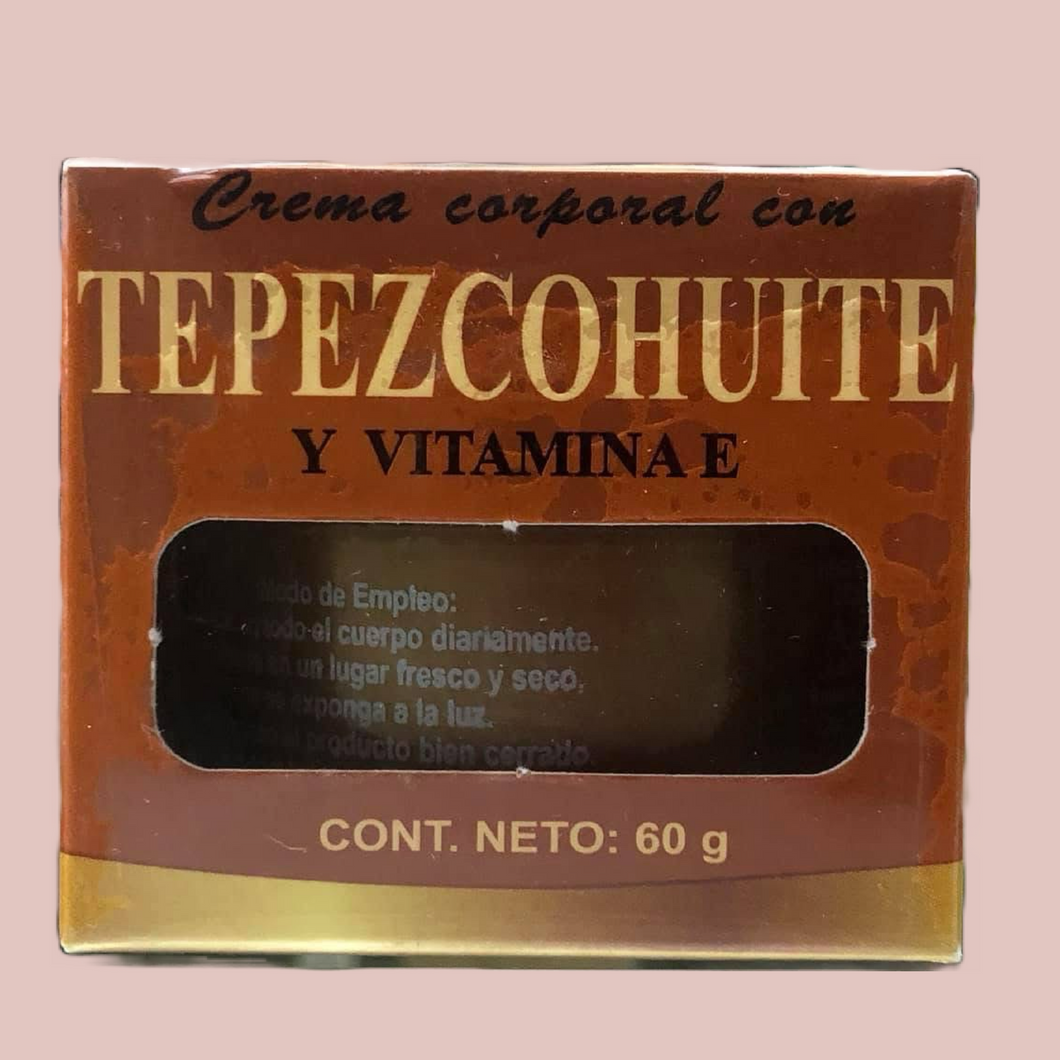 Crema corporal con
TEPEZCOHUITE
Y VITAMINA E
Modo de Empleo:
todo el cuerpo diariamente.
en un lugar fresco y seco,
exponga a la luz.
producto bien cerrado.
CONT. NETO: 60 g